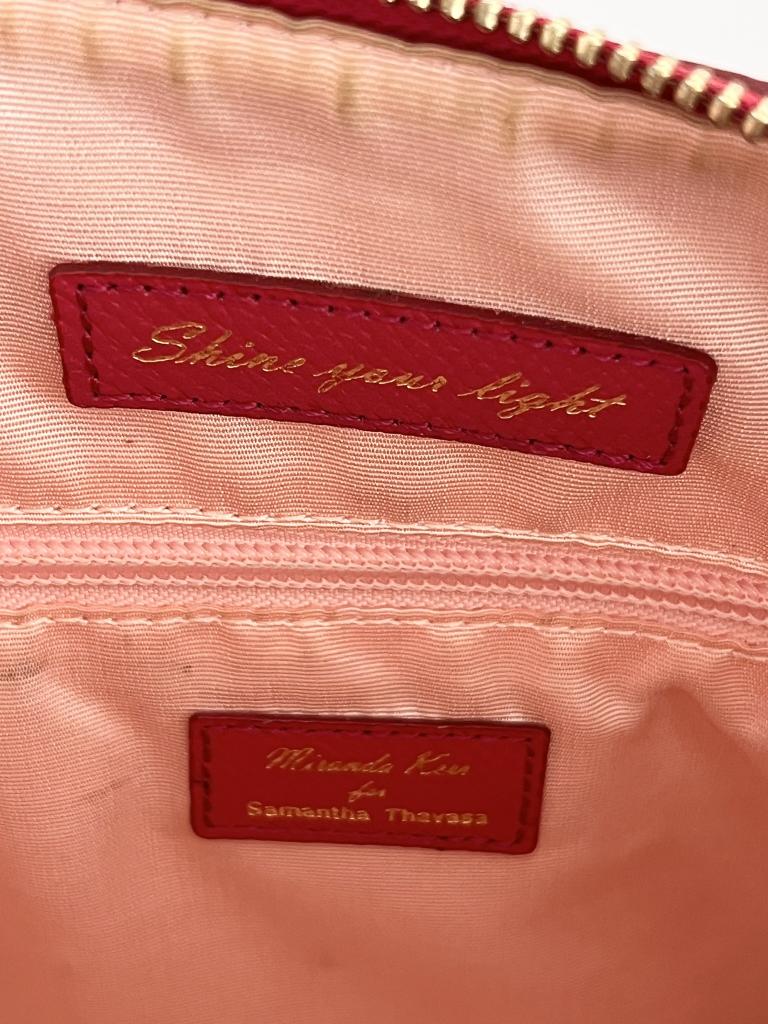 Shine your light
Miranda Kerr
for
Samantha Thavasa